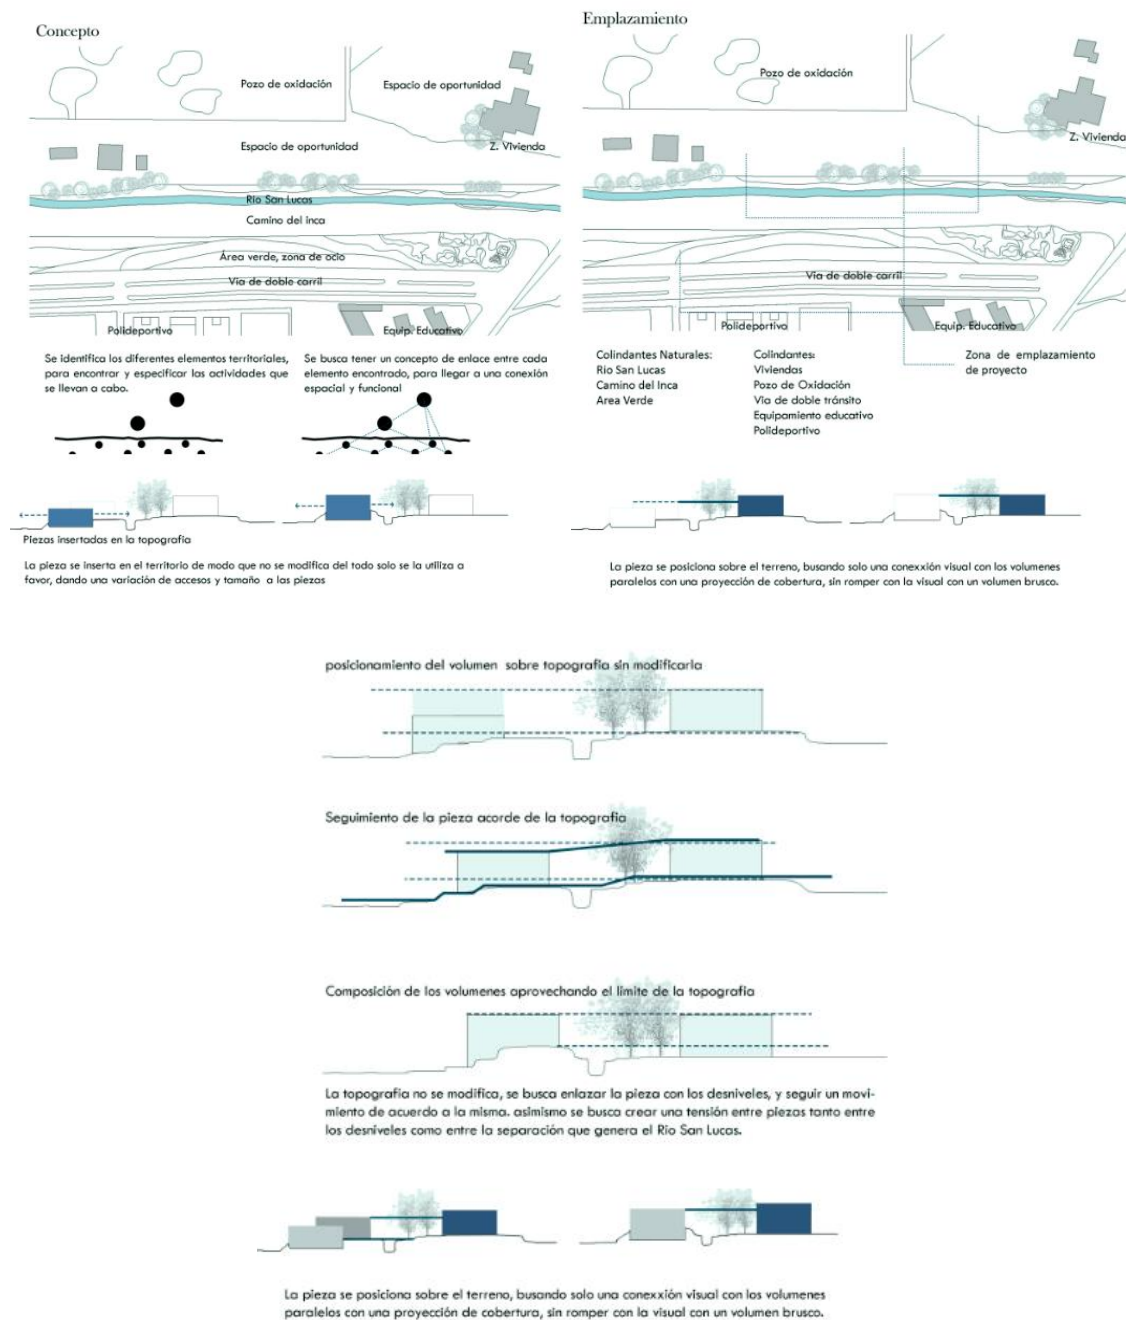 Concepto
Pozo de oxidación
Espacio de oportunidad
Espacio de oportunidad
Z. Vivienda
Río San Lucas
Camino del inca
Área verde, zona de ocio
Vía de doble carril
Polideportivo
Equip. Educativo
Se identifica los diferentes elementos territoriales,
para encontrar y especificar las actividades que
se llevan a cabo.
Se busca tener un concepto de enlace entre cada
elemento encontrado, para llegar a una conexión
espacial y funcional
Piezas insertadas en la topografía
La pieza se inserta en el territorio de modo que no se modifica del todo solo se la utiliza a
favor, dando una variación de accesos y tamaño a las piezas
Emplazamiento
Pozo de oxidación
Z. Vivienda
Vía de doble carril
Polideportivo
Equip. Educativo
Colindantes Naturales:
Rio San Lucas
Camino del Inca
Area Verde
Colindantes:
Viviendas
Pozo de Oxidación
Vía de doble tránsito
Equipamiento educativo
Polideportivo
Zona de emplazamiento
de proyecto
La pieza se posiciona sobre el terreno, busando solo una conexxión visual con los volumenes
paralelos con una proyección de cobertura, sin romper con la visual con un volumen brusco.
posicionamiento del volumen sobre topografía sin modificarla
Seguimiento de la pieza acorde de la topografía
Composición de los volumenes aprovechando el límite de la topografía
La topografía no se modifica, se busca enlazar la pieza con los desniveles, y seguir un movi-
miento de acuerdo a la misma. asimismo se busca crear una tensión entre piezas tanto entre
los desniveles como entre la separación que genera el Río San Lucas.
La pieza se posiciona sobre el terreno, busando solo una conexxión visual con los volumenes
paralelos con una proyección de cobertura, sin romper con la visual con un volumen brusco.